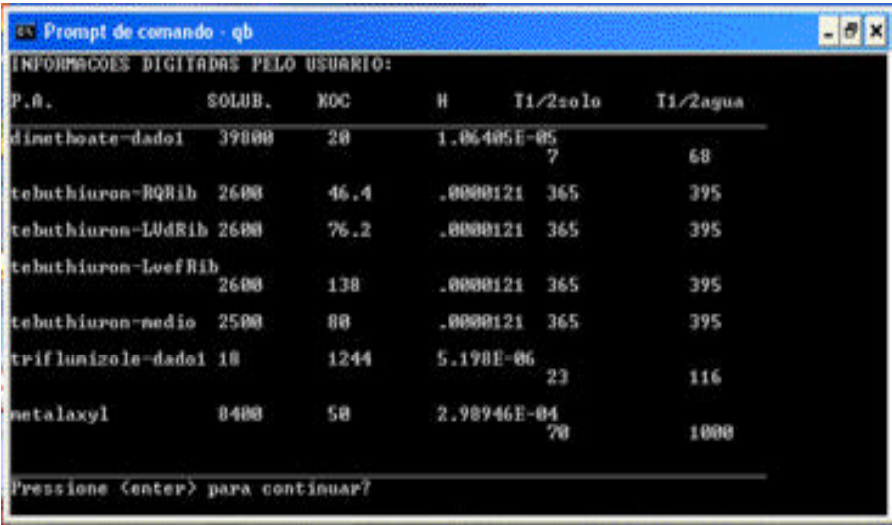 Prompt de comando - qb
INFORMACOES DIGITADAS PELO USUARIO:
P.A. SOLUB. KOC H T1/2solo T1/2agua
dimethoate-dado1 39800 20 1.06405E-05
7 68
tebuthiuron-RQRib 2600 46.4 .0000121 365 395
tebuthiuron-LVdRib 2600 76.2 .0000121 365 395
tebuthiuron-LvefRib
2600 138 .0000121 365 395
tebuthiuron-medio 2500 80 .0000121 365 395
triflumizole-dado1 18 1244 5.198E-06
23 116
metalaxyl 8400 50 2.98946E-04
70 1000
Pressione <enter> para continuar?